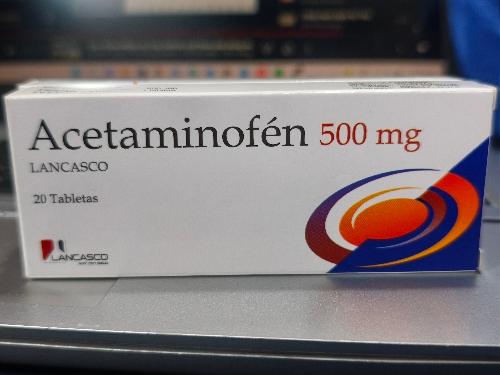 Acetaminofén 500 mg
LANCASCO
20 Tabletas
LANCASCO